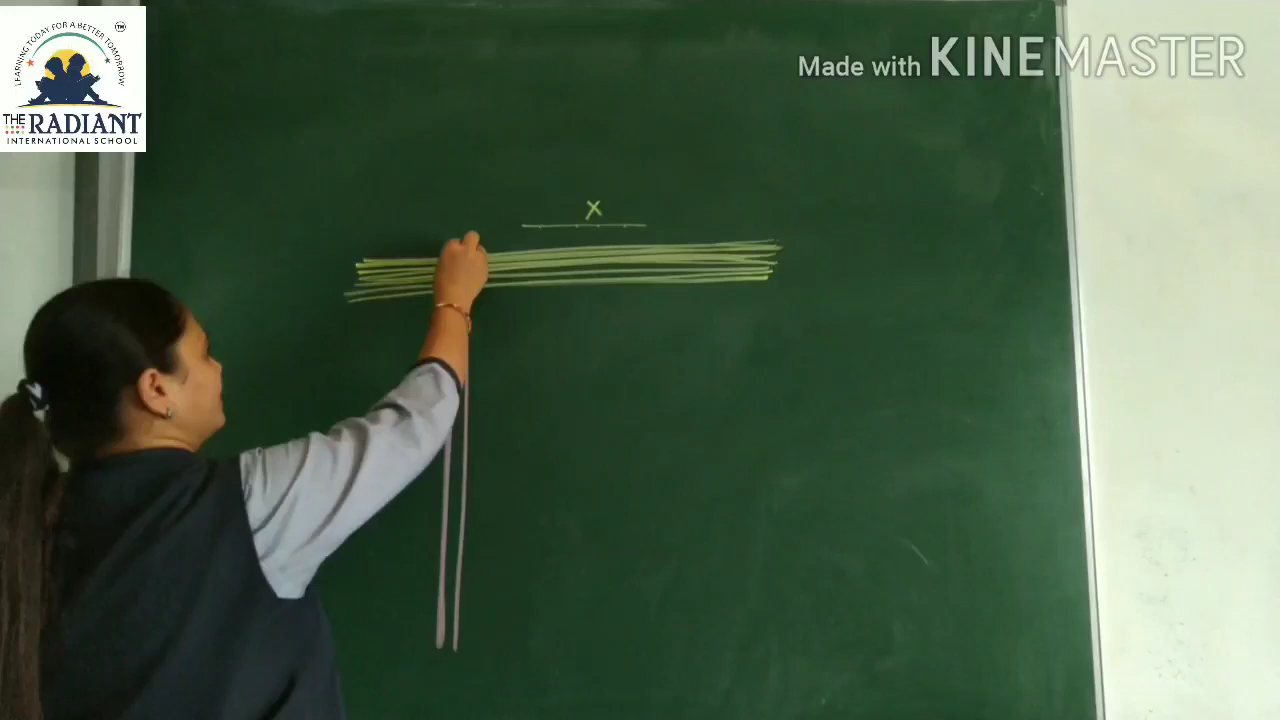 LEARNING TODAY FOR A BETTER TOMORROW
TM
THE RADIANT
INTERNATIONAL SCHOOL
Made with KINEMASTER
X